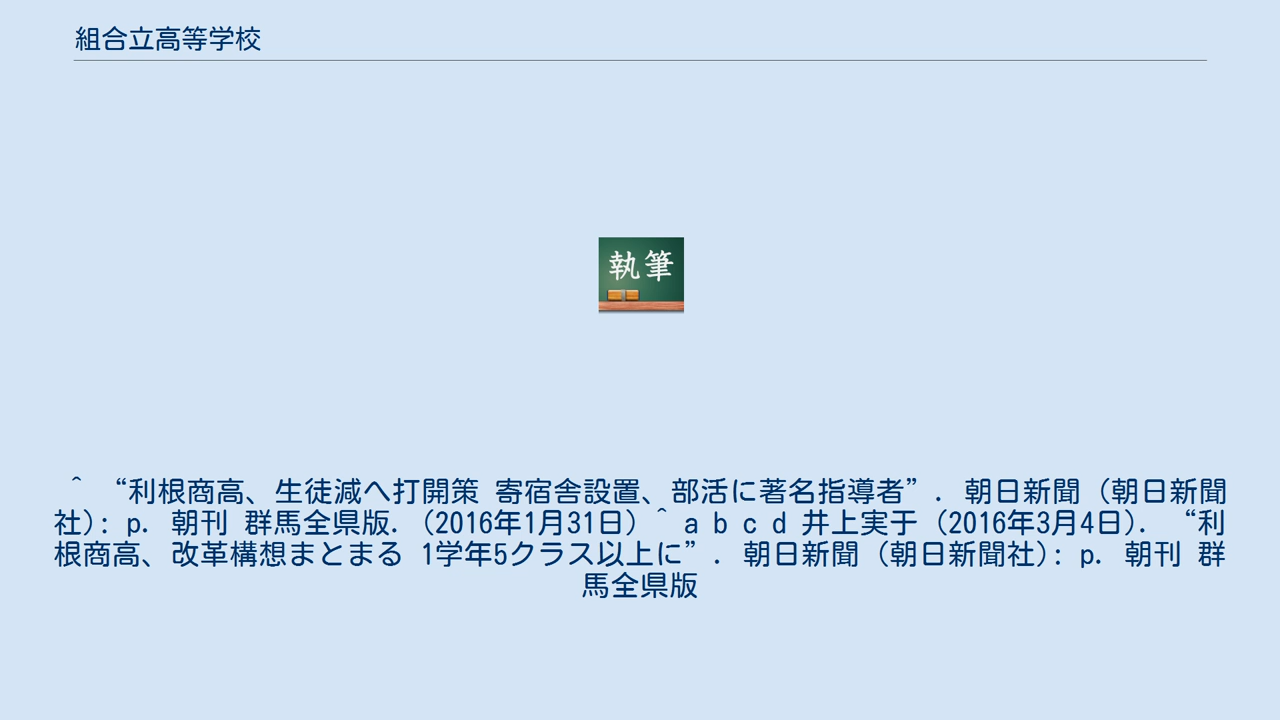 組合立高等学校
執筆
^ “利根商高、生徒減へ打開策 寄宿舎設置、部活に著名指導者”. 朝日新聞 (朝日新聞
社): p. 朝刊 群馬全県版. (2016年1月31日) ^ a b c d 井上実于 (2016年3月4日). “利
根商高、改革構想まとまる 1学年5クラス以上に”. 朝日新聞 (朝日新聞社): p. 朝刊 群
馬全県版